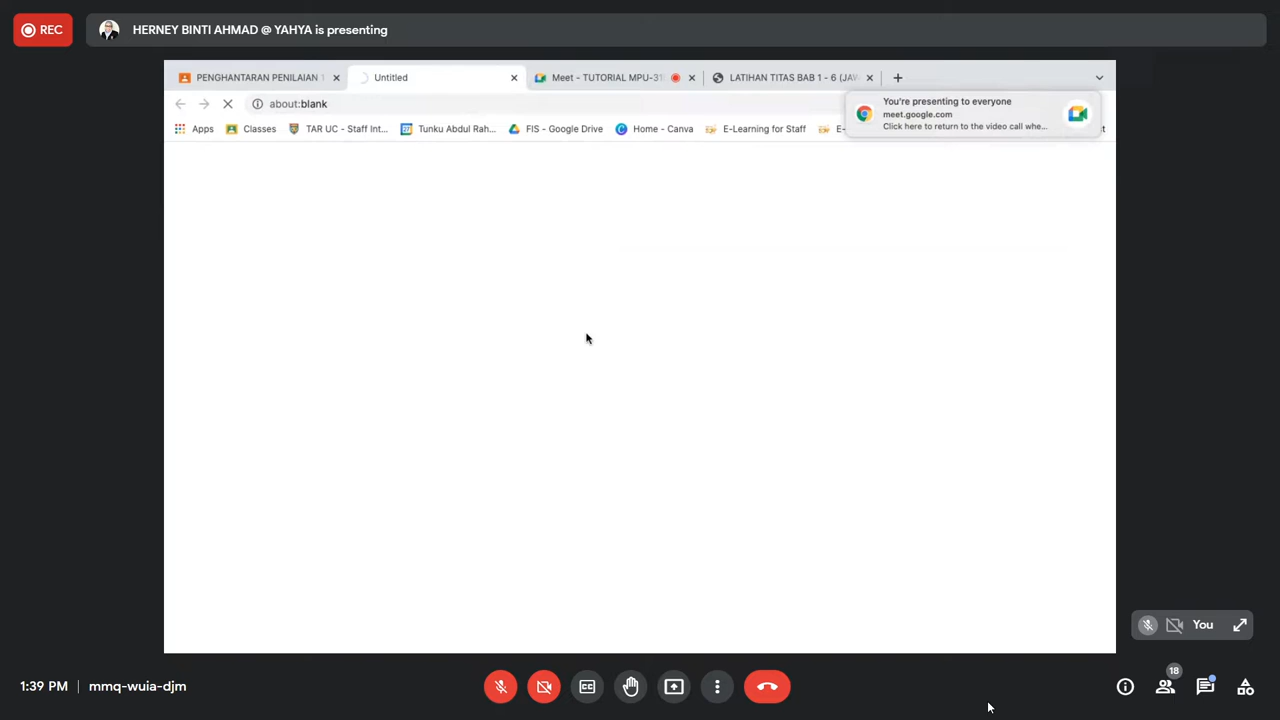 REC
HERNEY BINTI AHMAD @ YAHYA is presenting
PENGHANTARAN PENILAIAN 1
Untitled
Meet - TUTORIAL MPU-31
LATIHAN TITAS BAB 1 - 6 (JAW
about:blank
You're presenting to everyone
meet.google.com
Click here to return to the video call whe...
Apps
Classes
TAR UC - Staff Int...
Tunku Abdul Rah...
FIS - Google Drive
Home - Canva
E-Learning for Staff
You
1:39 PM
mmq-wuia-djm
CC
18